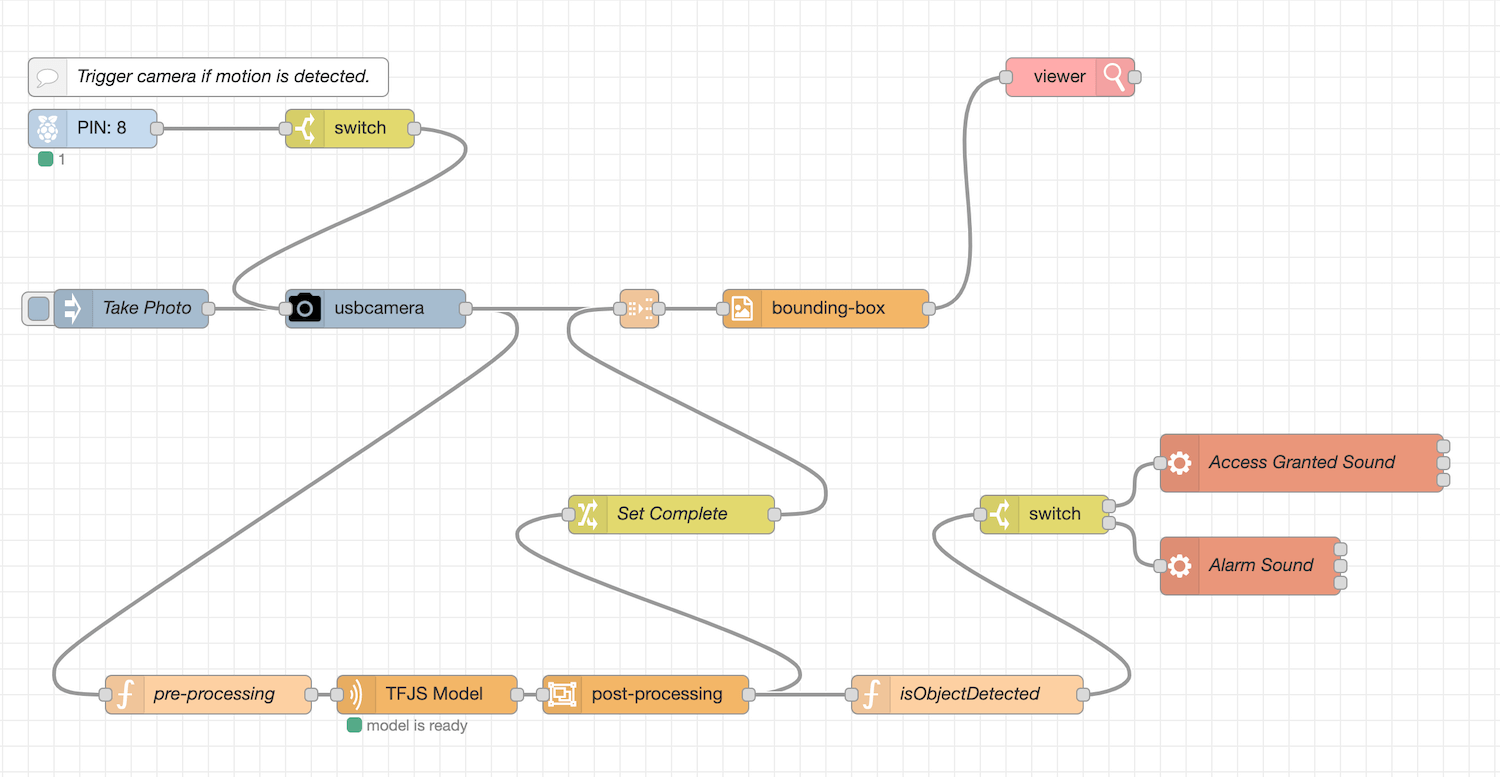 Trigger camera if motion is detected.
viewer
PIN: 8
switch
1
Take Photo
usbcamera
bounding-box
Access Granted Sound
Set Complete
switch
Alarm Sound
pre-processing
TFJS Model
post-processing
isObjectDetected
model is ready